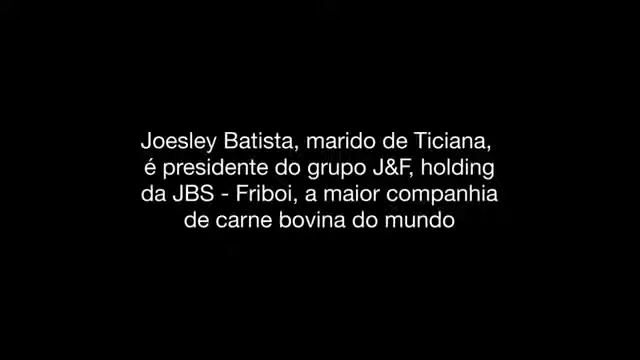 Joesley Batista, marido de Ticiana,
é presidente do grupo J&F, holding
da JBS - Friboi, a maior companhia
de carne bovina do mundo